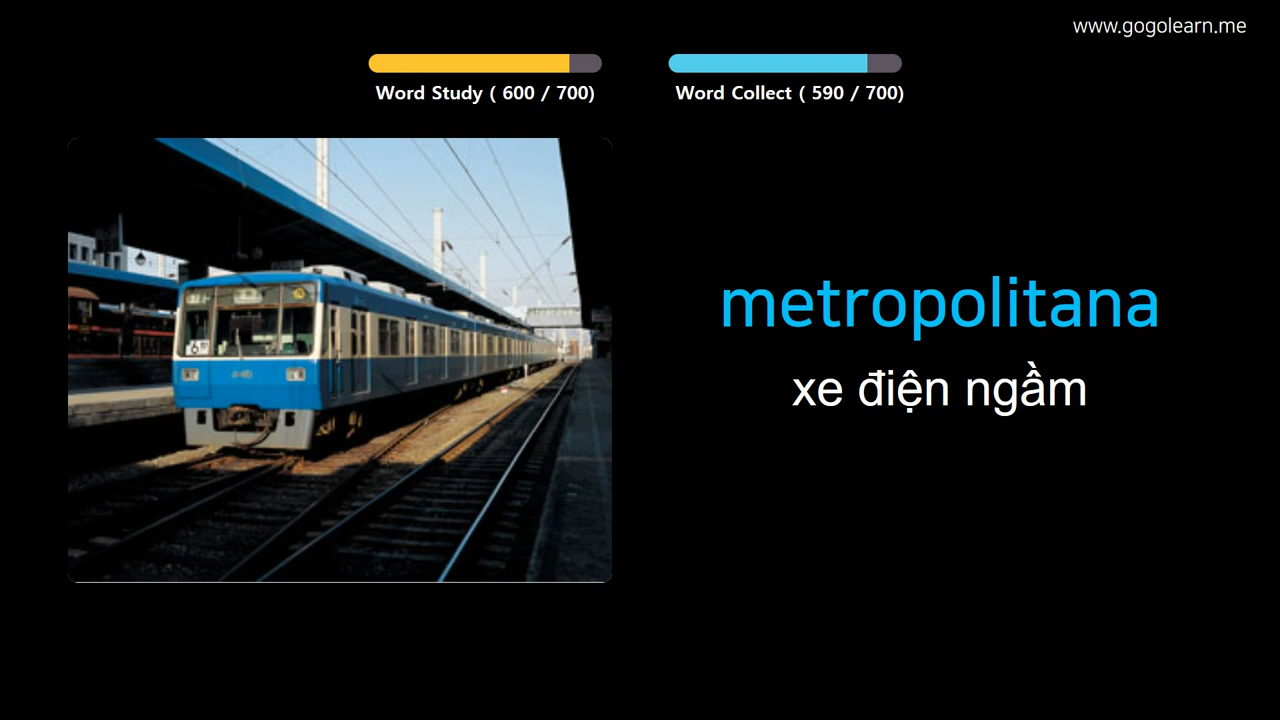 www.gogolearn.me
Word Study ( 600 / 700)
Word Collect ( 590 / 700)
metropolitana
xe điện ngầm